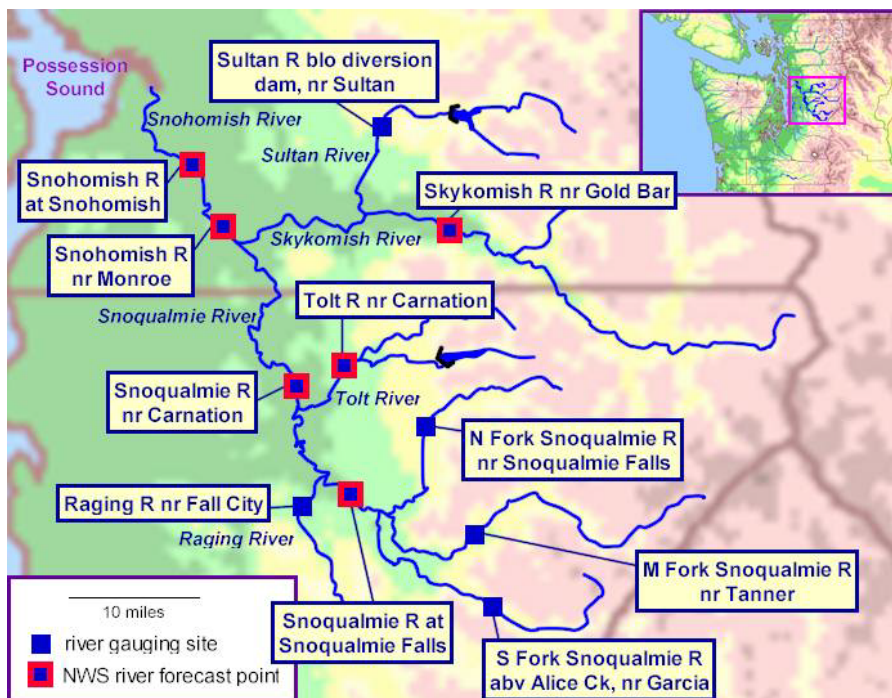 Possession
Sound
Sultan R blo diversion
dam, nr Sultan
Snohomish River
Sultan River
Snohomish R
at Snohomish
Skykomish R nr Gold Bar
Snohomish R
nr Monroe
Skykomish River
Tolt R nr Carnation
Snoqualmie River
Snoqualmie R
nr Carnation
Tolt River
N Fork Snoqualmie R
nr Snoqualmie Falls
Raging R nr Fall City
Raging River
M Fork Snoqualmie R
nr Tanner
Snoqualmie R at
Snoqualmie Falls
S Fork Snoqualmie R
abv Alice Ck, nr Garcia
10 miles
river gauging site
NWS river forecast point